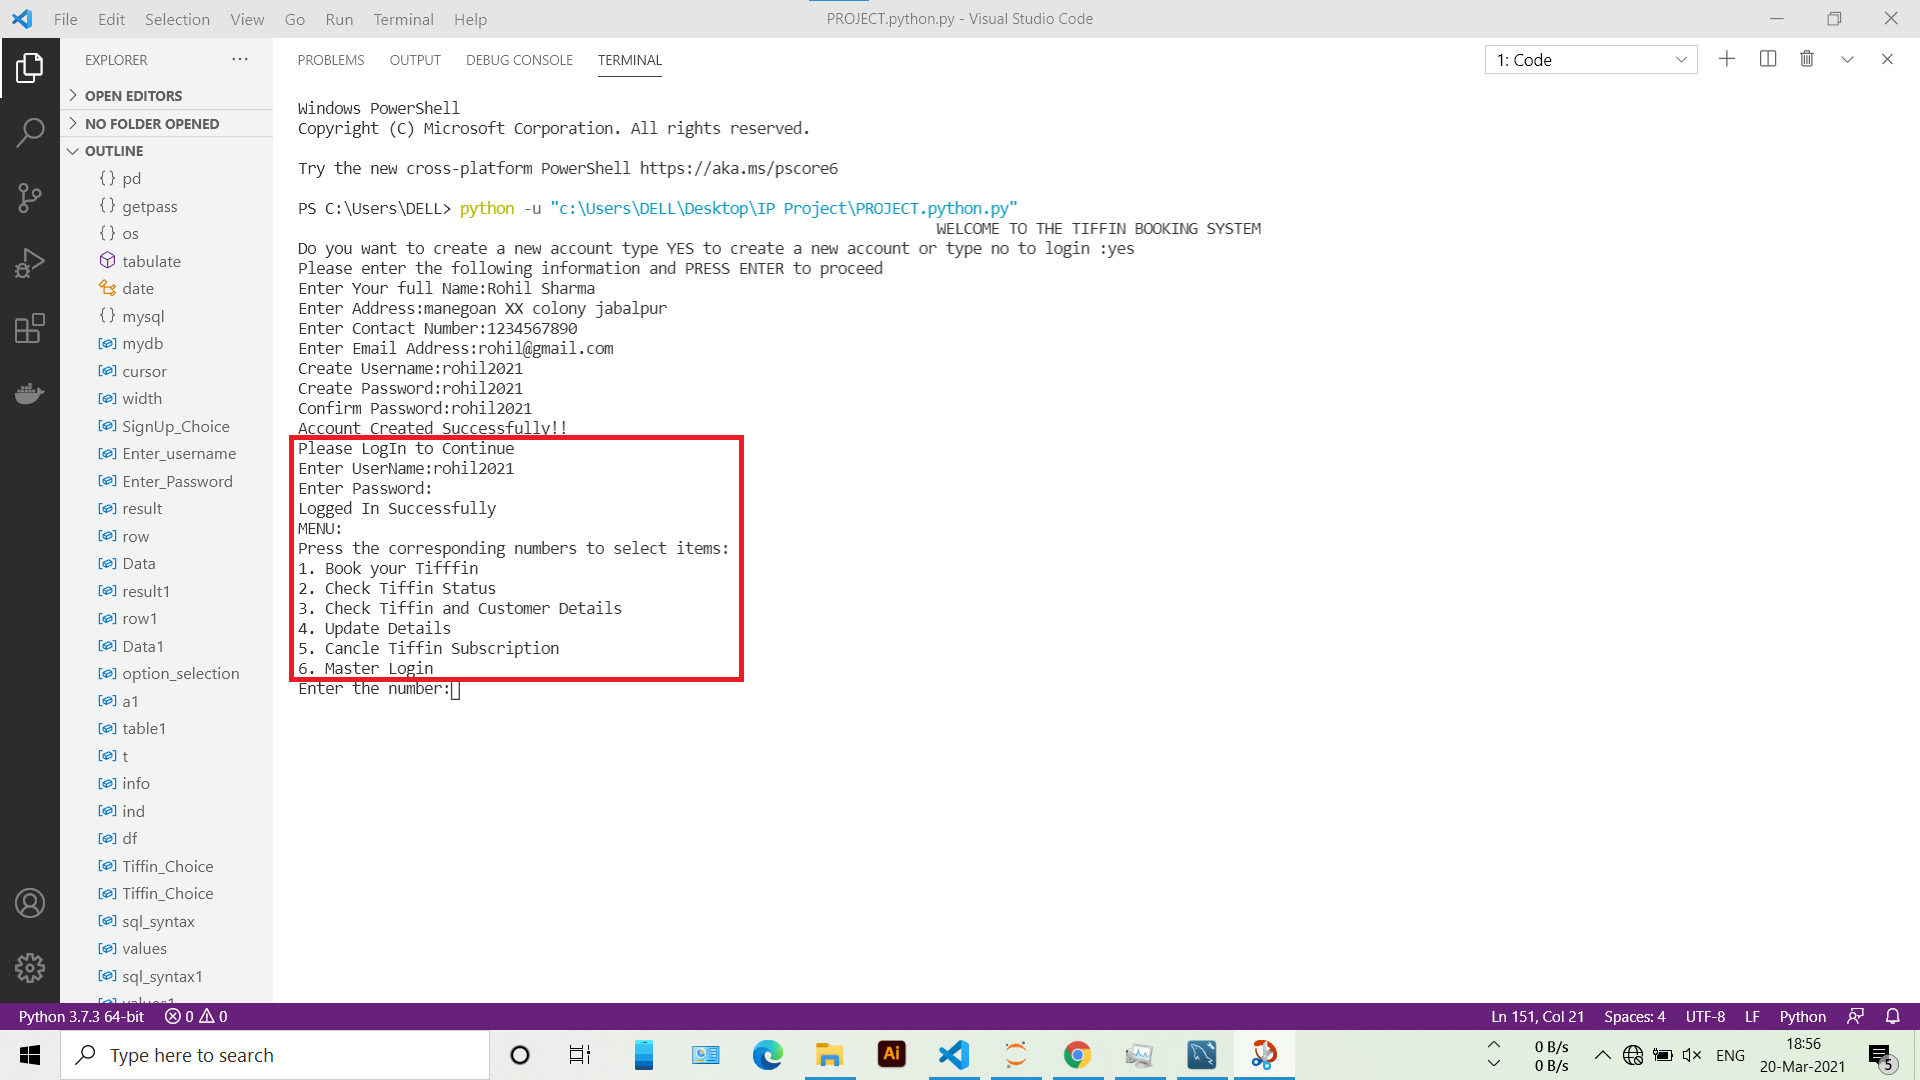 File Edit Selection View Go Run Terminal Help
PROJECT.python.py - Visual Studio Code
EXPLORER
OPEN EDITORS
NO FOLDER OPENED
OUTLINE
pd
getpass
os
tabulate
date
mysql
mydb
cursor
width
SignUp_Choice
Enter_username
Enter_Password
result
row
Data
result1
row1
Data1
option_selection
a1
table1
t
info
ind
df
Tiffin_Choice
Tiffin_Choice
sql_syntax
values
sql_syntax1
values1
PROBLEMS OUTPUT DEBUG CONSOLE TERMINAL
1: Code
Windows PowerShell
Copyright (C) Microsoft Corporation. All rights reserved.
Try the new cross-platform PowerShell https://aka.ms/pscore6
PS C:\Users\DELL> python -u "c:\Users\DELL\Desktop\IP Project\PROJECT.python.py"
WELCOME TO THE TIFFIN BOOKING SYSTEM
Do you want to create a new account type YES to create a new account or type no to login :yes
Please enter the following information and PRESS ENTER to proceed
Enter Your full Name:Rohil Sharma
Enter Address:manegoan XX colony jabalpur
Enter Contact Number:1234567890
Enter Email Address:rohil@gmail.com
Create Username:rohil2021
Create Password:rohil2021
Confirm Password:rohil2021
Account Created Successfully!!
Please LogIn to Continue
Enter UserName:rohil2021
Enter Password:
Logged In Successfully
MENU:
Press the corresponding numbers to select items:
1. Book your Tifffin
2. Check Tiffin Status
3. Check Tiffin and Customer Details
4. Update Details
5. Cancle Tiffin Subscription
6. Master Login
Enter the number:
Python 3.7.3 64-bit 0 0
Ln 151, Col 21 Spaces: 4 UTF-8 LF Python
Type here to search
Ai
0 B/s
0 B/s
ENG
18:56
20-Mar-2021
5